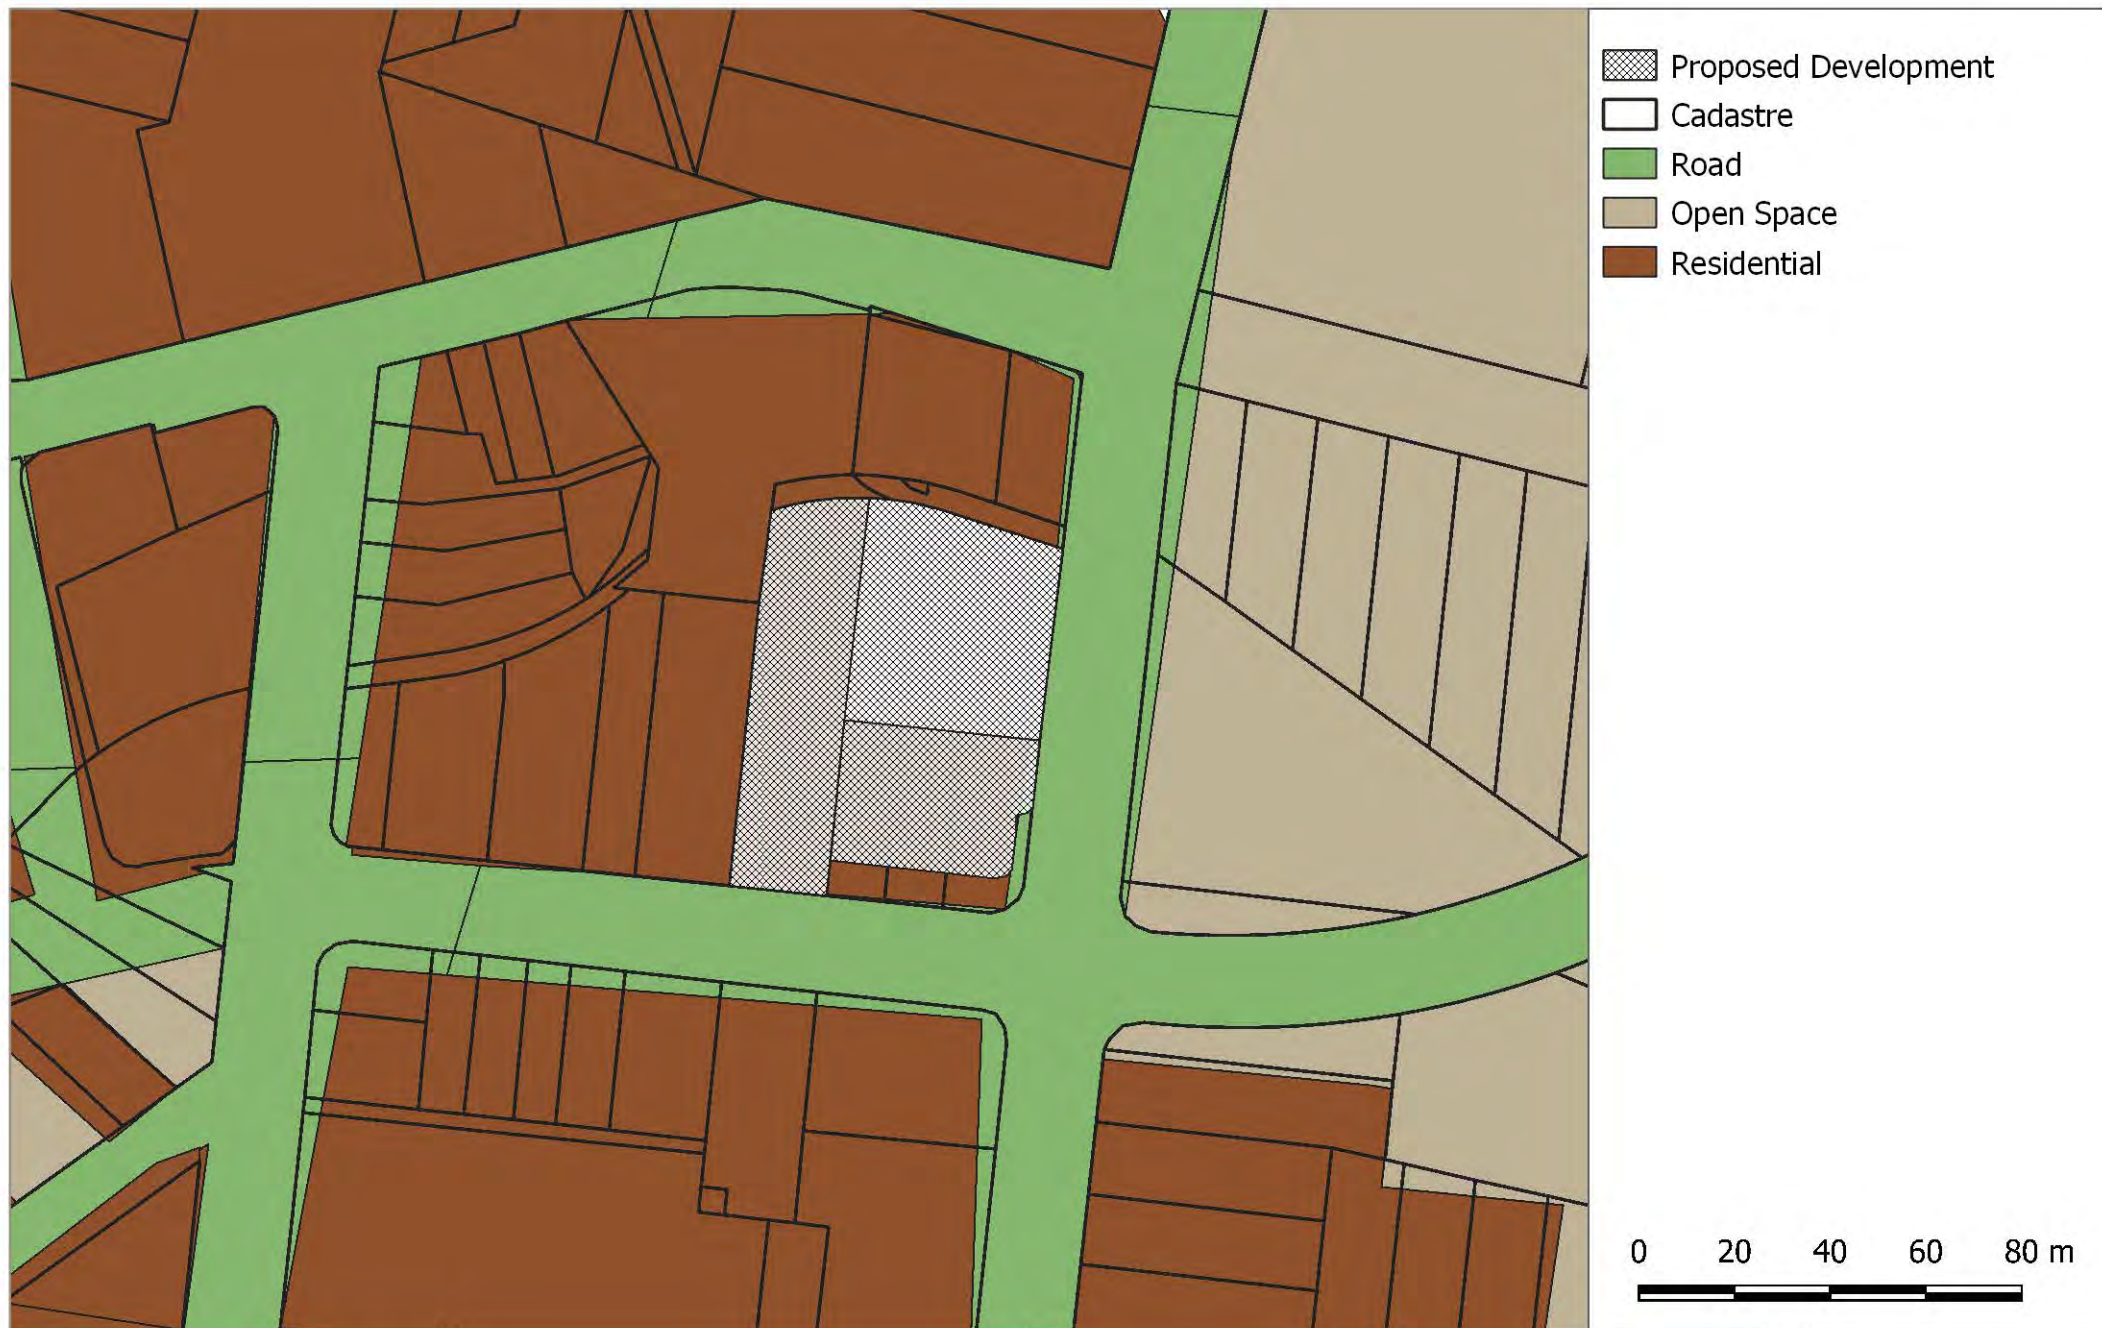 Proposed Development
Cadastre
Road
Open Space
Residential
0 20 40 60 80 m